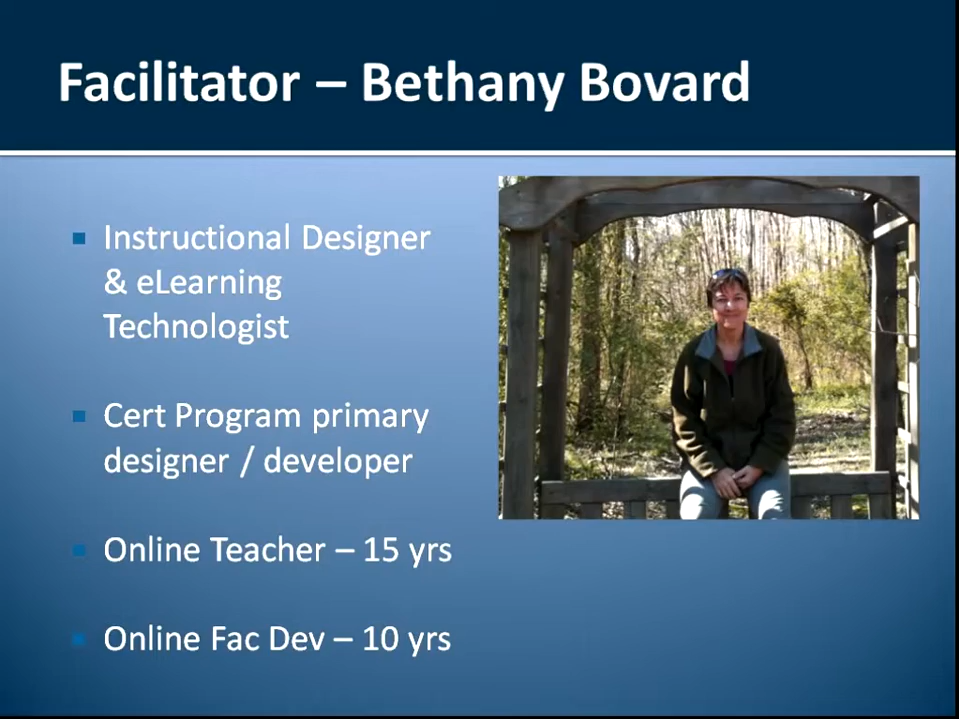 Facilitator – Bethany Bovard
Instructional Designer
& eLearning
Technologist
Cert Program primary
designer / developer
Online Teacher – 15 yrs
Online Fac Dev – 10 yrs